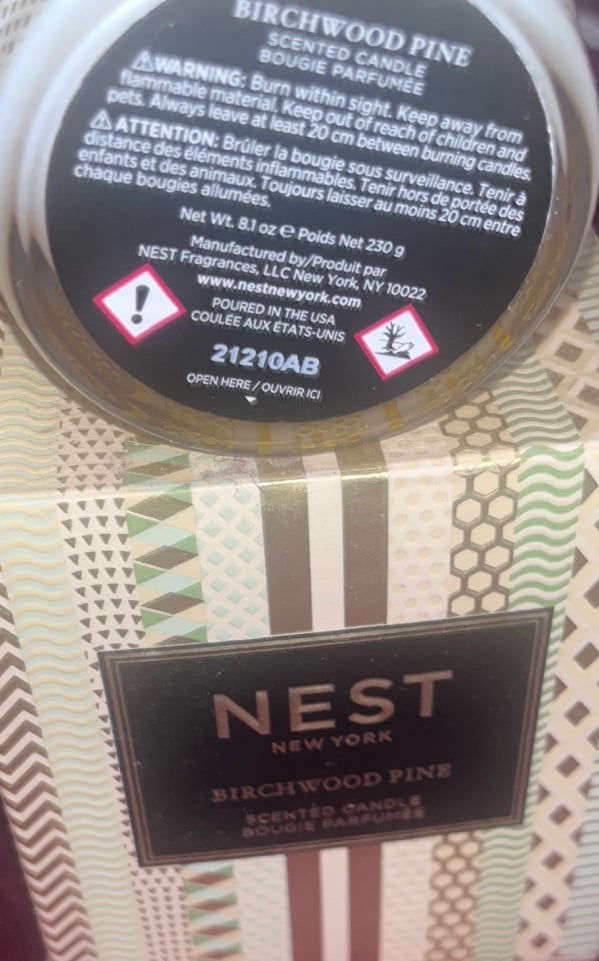 BIRCHWOOD PINE
SCENTED CANDLE
BOUGIE PARFUMÉE
WARNING: Burn within sight. Keep away from
flammable material. Keep out of reach of children and
pets. Always leave at least 20 cm between burning candles.
ATTENTION: Brûler la bougie sous surveillance. Tenir à
distance des éléments inflammables. Tenir hors de portée des
enfants et des animaux. Toujours laisser au moins 20 cm entre
chaque bougies allumées.
Net Wt. 8.1 oz ℮ Poids Net 230 g
Manufactured by/Produit par
NEST Fragrances, LLC New York, NY 10022
www.nestnewyork.com
POURED IN THE USA
COULÉE AUX ÉTATS-UNIS
21210AB
OPEN HERE / OUVRIR ICI
NEST
NEW YORK
BIRCHWOOD PINE
SCENTED CANDLE
BOUGIE PARFUMÉE